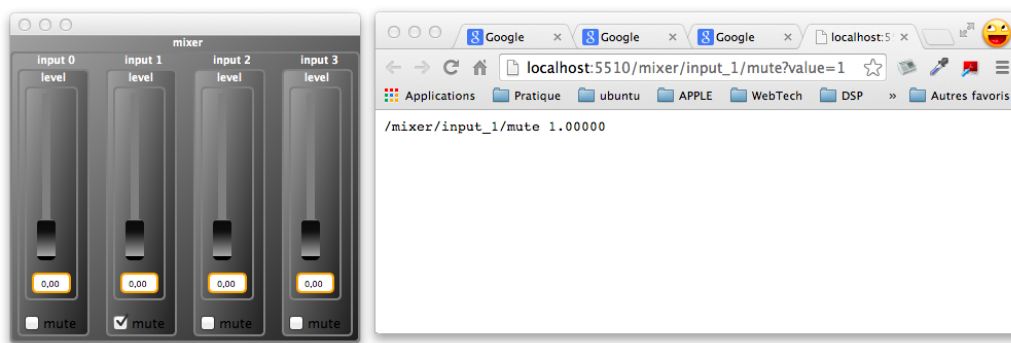 mixer
input 0 input 1 input 2 input 3
level level level level
0,00 0,00 0,00 0,00
mute mute mute mute
Google Google Google localhost:5
localhost:5510/mixer/input_1/mute?value=1
Applications Pratique ubuntu APPLE WebTech DSP » Autres favoris
/mixer/input_1/mute 1.00000